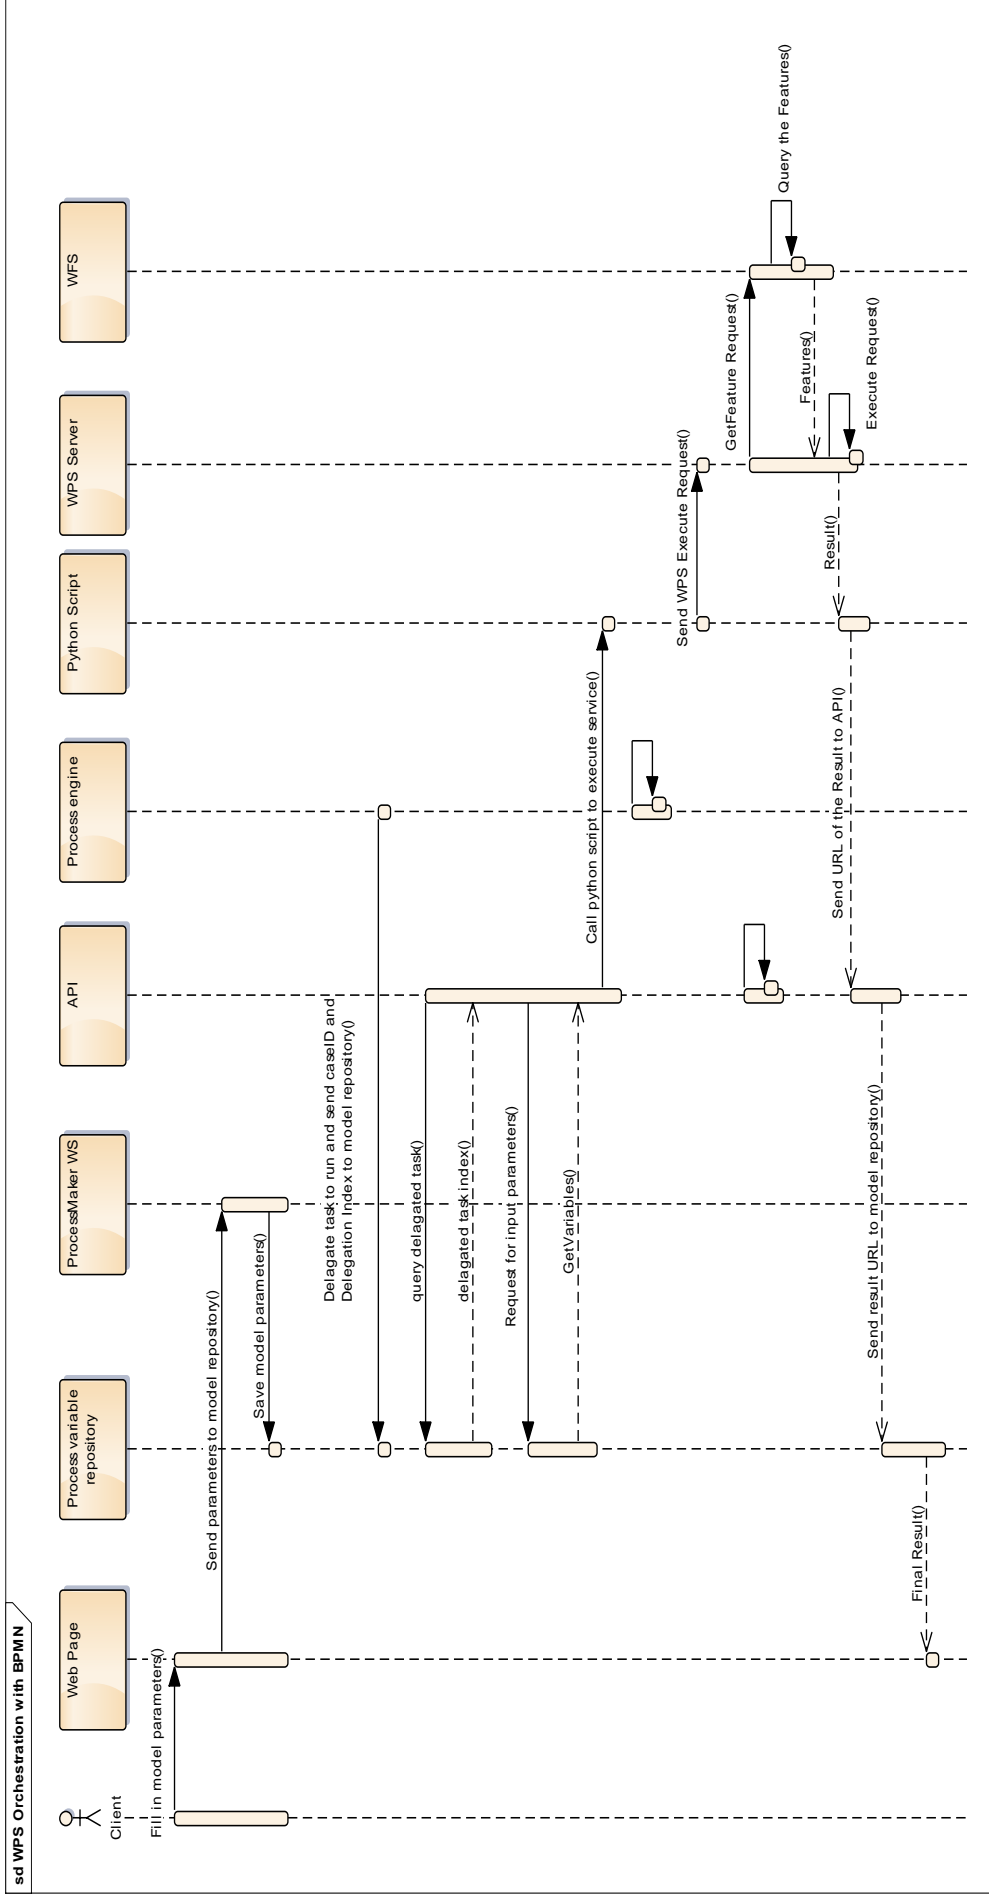 sd WPS Orchestration with BPMN
Client
Web Page
Process variable
repository
ProcessMaker WS
API
Process engine
Python Script
WPS Server
WFS
Fill in model parameters()
Send parameters to model repository()
Save model parameters()
Delagate task to run and send caseID and
Delegation Index to model repository()
query delagated task()
delagated task index()
Request for input parameters()
GetVariables()
Call python script to execute service()
Send WPS Execute Request()
GetFeature Request()
Query the Features()
Features()
Execute Request()
Result()
Send URL of the Result to API()
Send result URL to model repository()
Final Result()